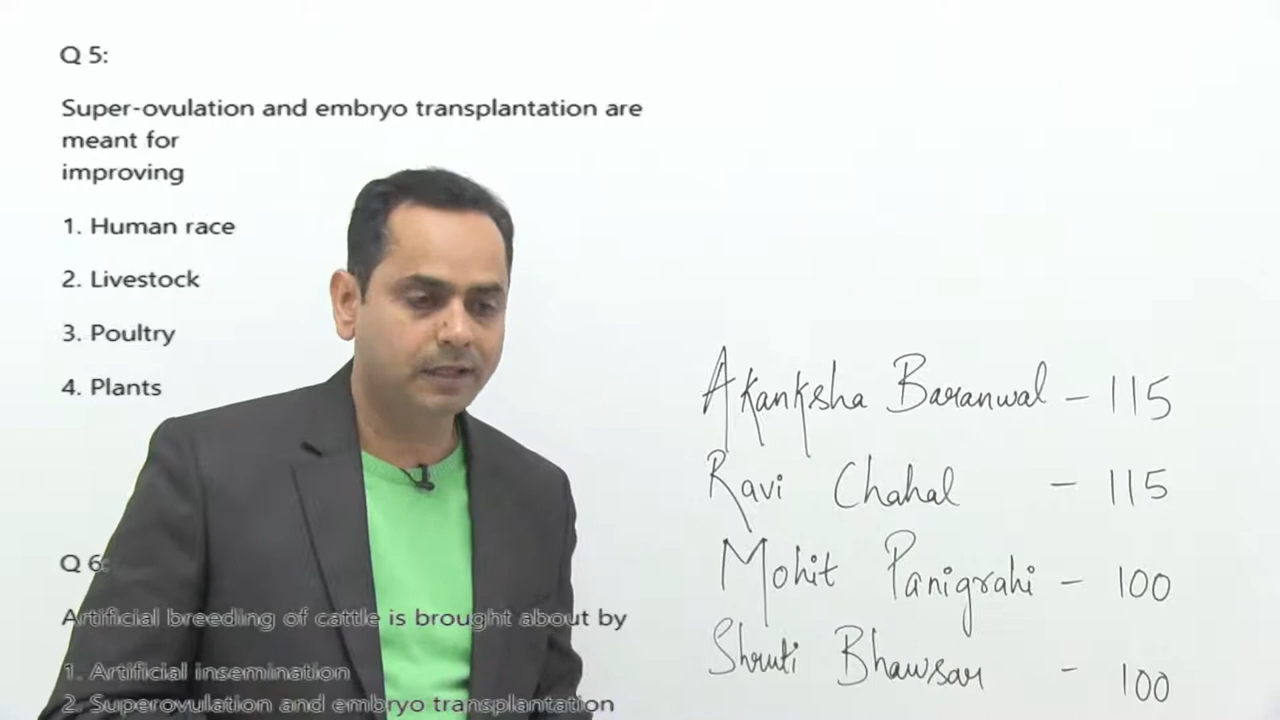 Q 5:
Super-ovulation and embryo transplantation are
meant for
improving
1. Human race
2. Livestock
3. Poultry
4. Plants
Q 6:
Artificial breeding of cattle is brought about by
1. Artificial insemination
2. Superovulation and embryo transplantation
Akanksha Baranwal - 115
Ravi Chahal - 115
Mohit Panigrahi - 100
Shruti Bhawsar - 100